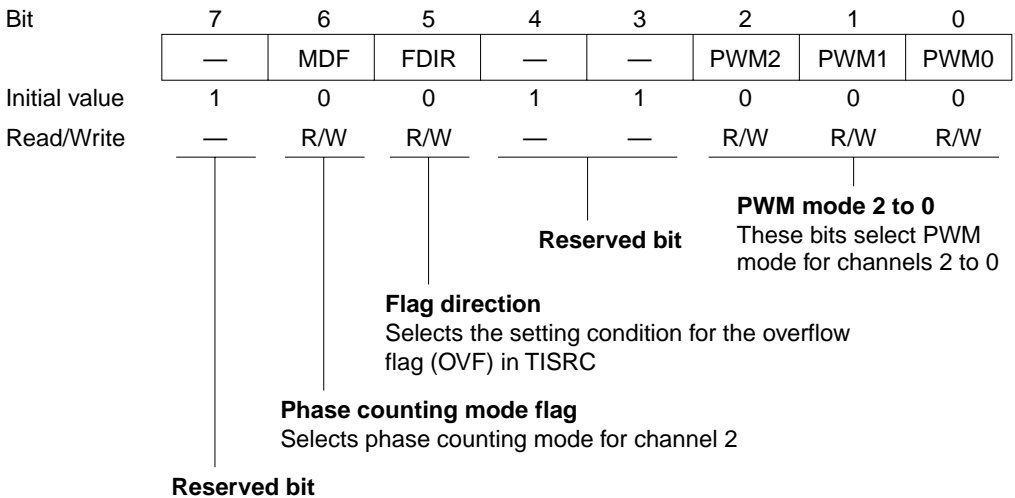 Bit 7 6 5 4 3 2 1 0
— MDF FDIR — — PWM2 PWM1 PWM0
Initial value 1 0 0 1 1 0 0 0
Read/Write — R/W R/W — — R/W R/W R/W
PWM mode 2 to 0
These bits select PWM
mode for channels 2 to 0
Reserved bit
Flag direction
Selects the setting condition for the overflow
flag (OVF) in TISRC
Phase counting mode flag
Selects phase counting mode for channel 2
Reserved bit